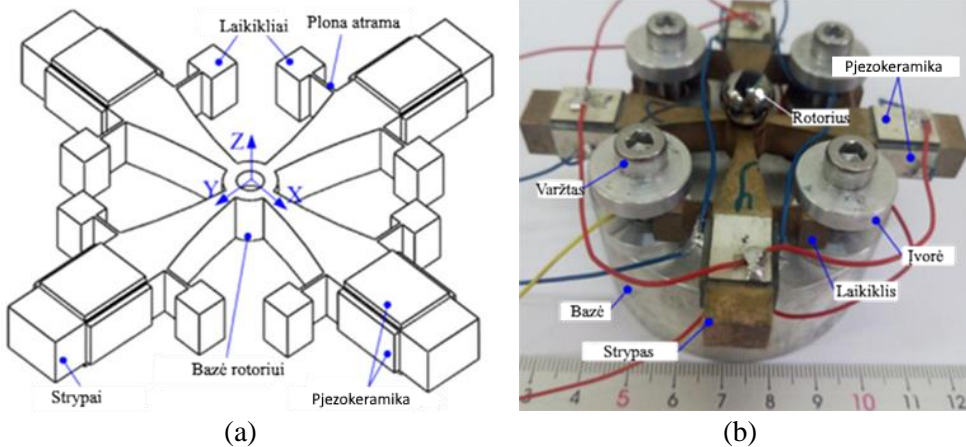 Laikikliai
Plona atrama
Z
Y
X
Strypai
Bazė rotoriui
Pjezokeramika
(a)
Pjezokeramika
Rotorius
Varžtas
Įvorė
Laikiklis
Bazė
Strypas
3 4 5 6 7 8 9 10 11 12
(b)